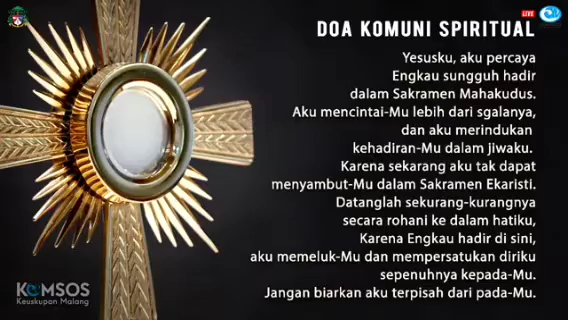 LIVE
DOA KOMUNI SPIRITUAL
Yesusku, aku percaya
Engkau sungguh hadir
dalam Sakramen Mahakudus.
Aku mencintai-Mu lebih dari sgalanya,
dan aku merindukan
kehadiran-Mu dalam jiwaku.
Karena sekarang aku tak dapat
menyambut-Mu dalam Sakramen Ekaristi.
Datanglah sekurang-kurangnya
secara rohani ke dalam hatiku,
Karena Engkau hadir di sini,
aku memeluk-Mu dan mempersatukan diriku
sepenuhnya kepada-Mu.
Jangan biarkan aku terpisah dari pada-Mu.
KOMSOS
Keuskupan Malang